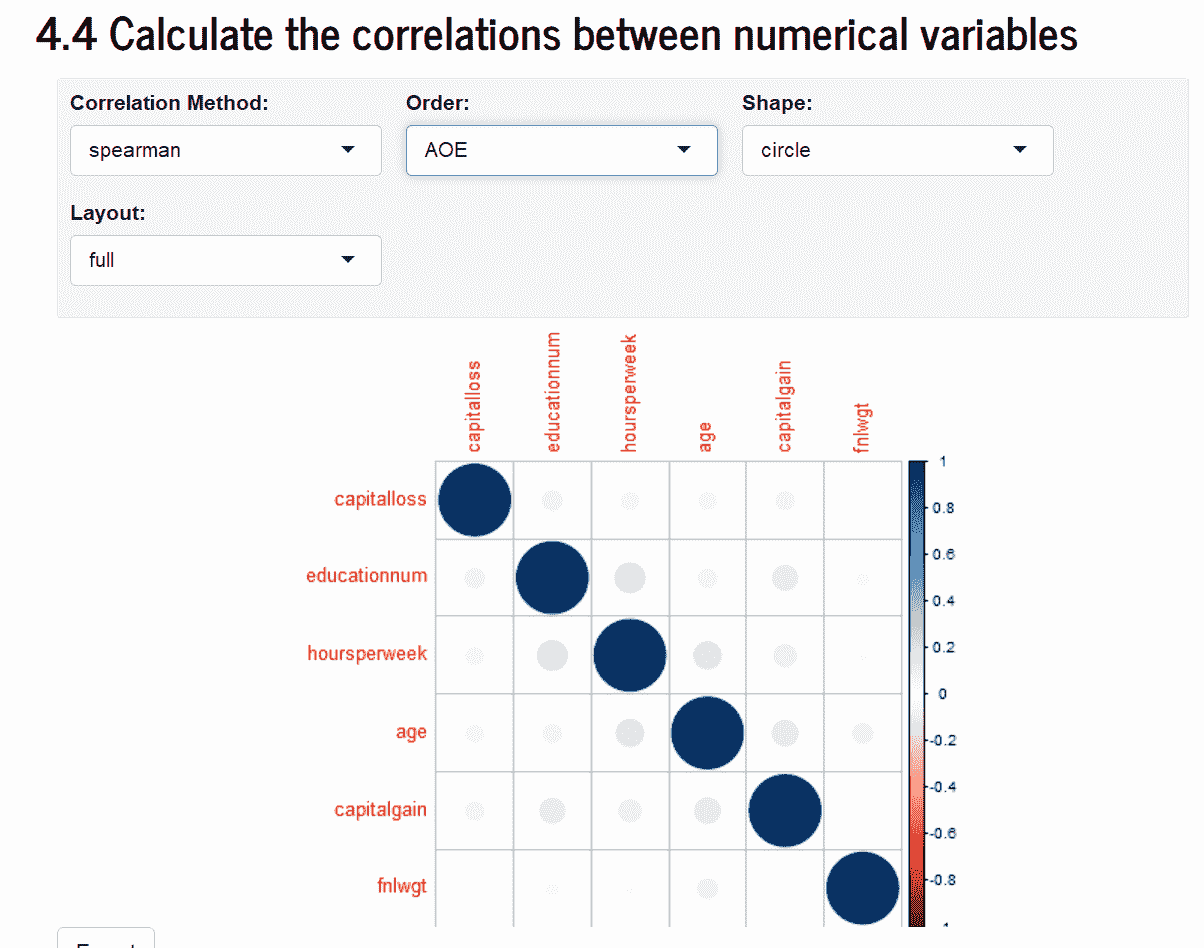 4.4 Calculate the correlations between numerical variables
Correlation Method: Order: Shape:
spearman AOE circle
Layout:
full
capitalloss educationnum hoursperweek age capitalgain fnlwgt
capitalloss
educationnum
hoursperweek
age
capitalgain
fnlwgt
1
0.8
0.6
0.4
0.2
0
-0.2
-0.4
-0.6
-0.8